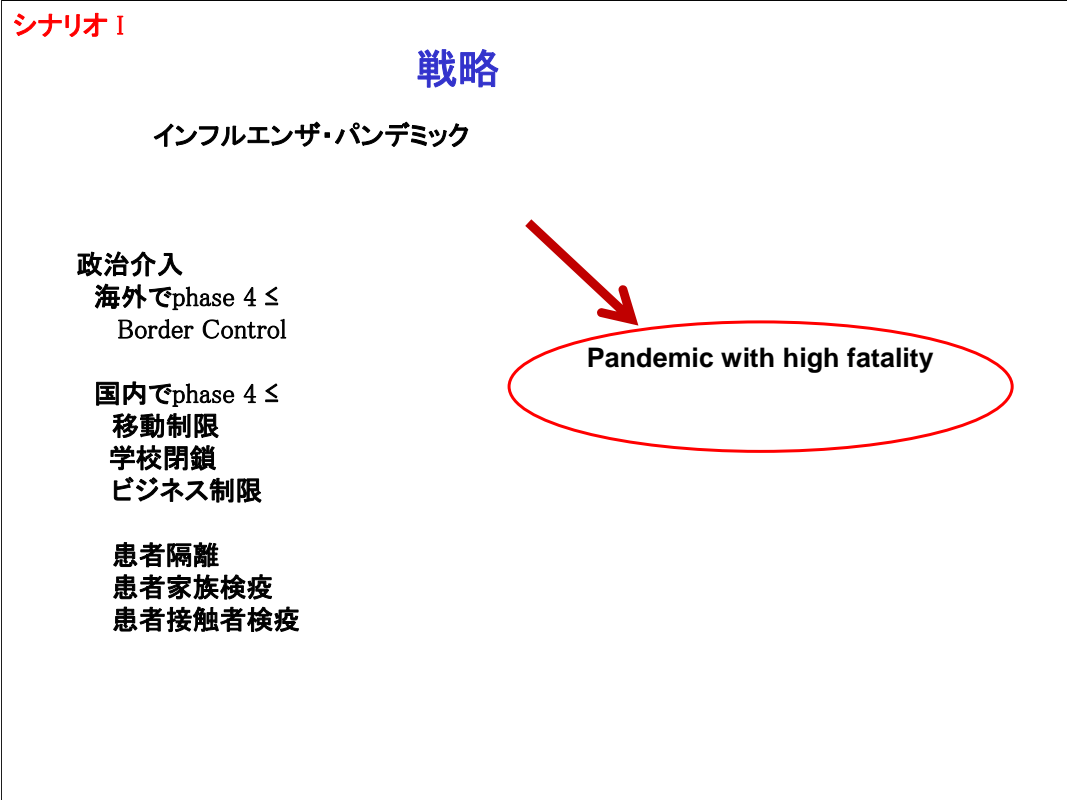 シナリオ I
戦略
インフルエンザ・パンデミック
政治介入
海外でphase 4 ≤
Border Control
国内でphase 4 ≤
移動制限
学校閉鎖
ビジネス制限
患者隔離
患者家族検疫
患者接触者検疫
Pandemic with high fatality